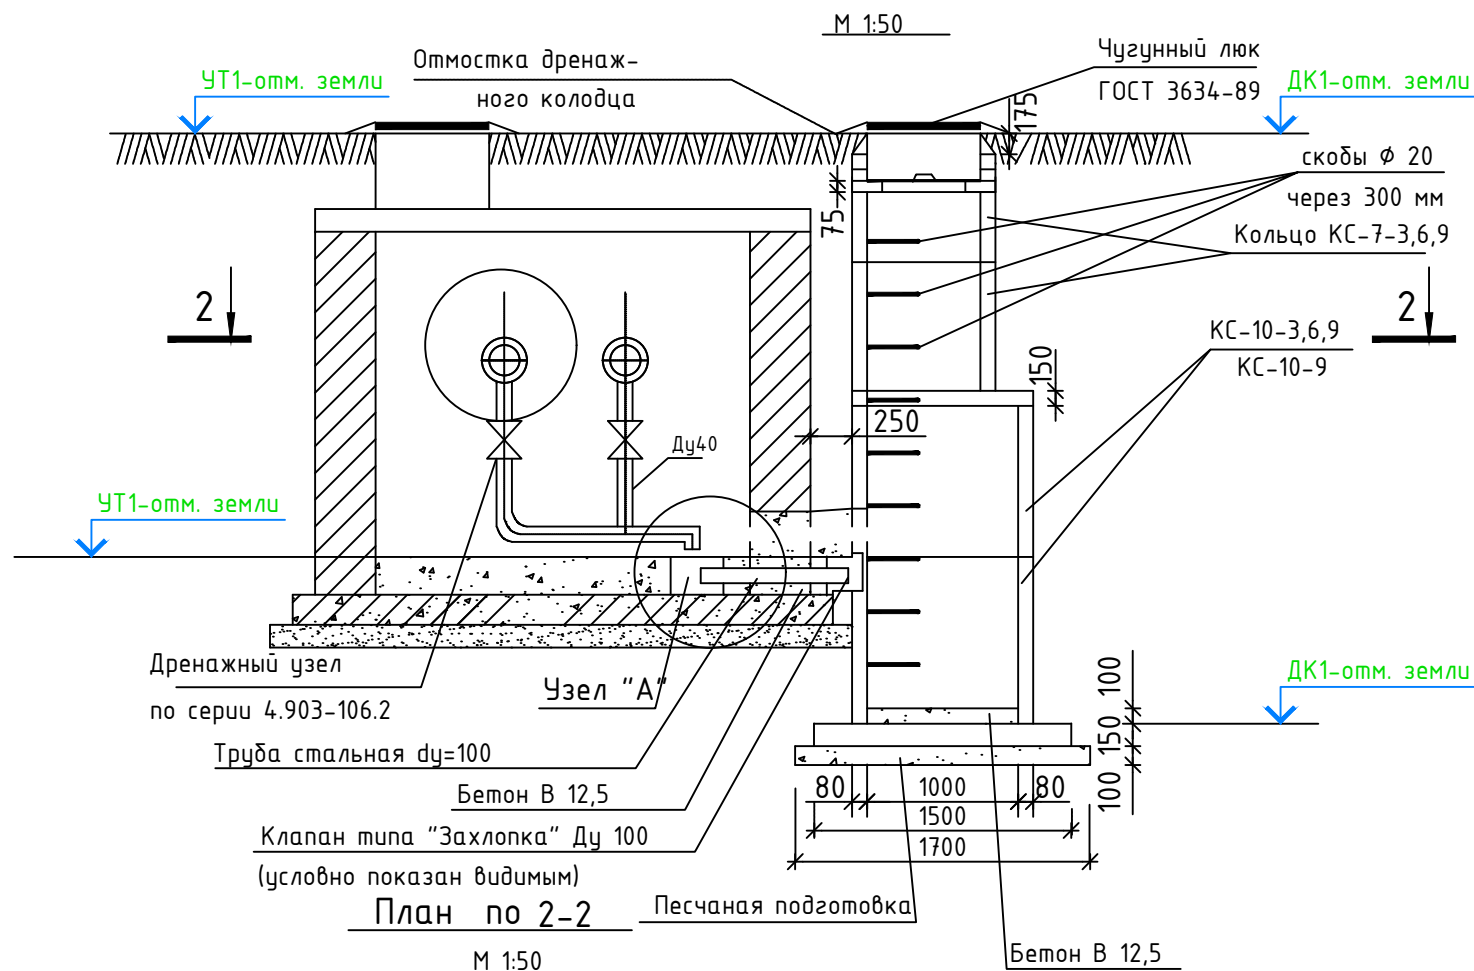 М 1:50
Отмостка дренаж-
ного колодца
Чугунный люк
ГОСТ 3634-89
УТ1-отм. земли
ДК1-отм. земли
175
скобы Ф 20
через 300 мм
75
Кольцо КС-7-3,6,9
2
2
КС-10-3,6,9
КС-10-9
150
250
Ду40
УТ1-отм. земли
Дренажный узел
по серии 4.903-106.2
Узел "А"
ДК1-отм. земли
100
150
100
Труба стальная dу=100
80
1000
80
Бетон В 12,5
1500
Клапан типа "Захлопка" Ду 100
1700
(условно показан видимым)
План по 2-2
Песчаная подготовка
М 1:50
Бетон В 12,5